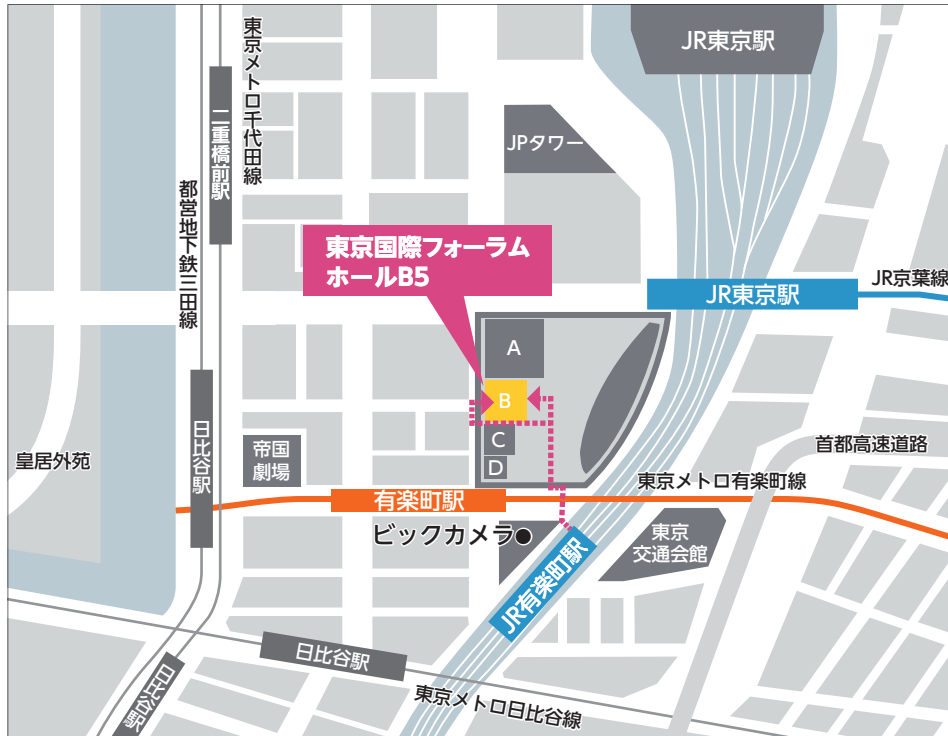 JR東京駅
東京メトロ千代田線
二重橋前駅
JPタワー
都営地下鉄三田線
東京国際フォーラム
ホールB5
JR京葉線
JR東京駅
A
B
C
D
日比谷駅
帝国
劇場
皇居外苑
首都高速道路
東京メトロ有楽町線
有楽町駅
ビックカメラ
東京
交通会館
JR有楽町駅
日比谷駅
日比谷駅
東京メトロ日比谷線